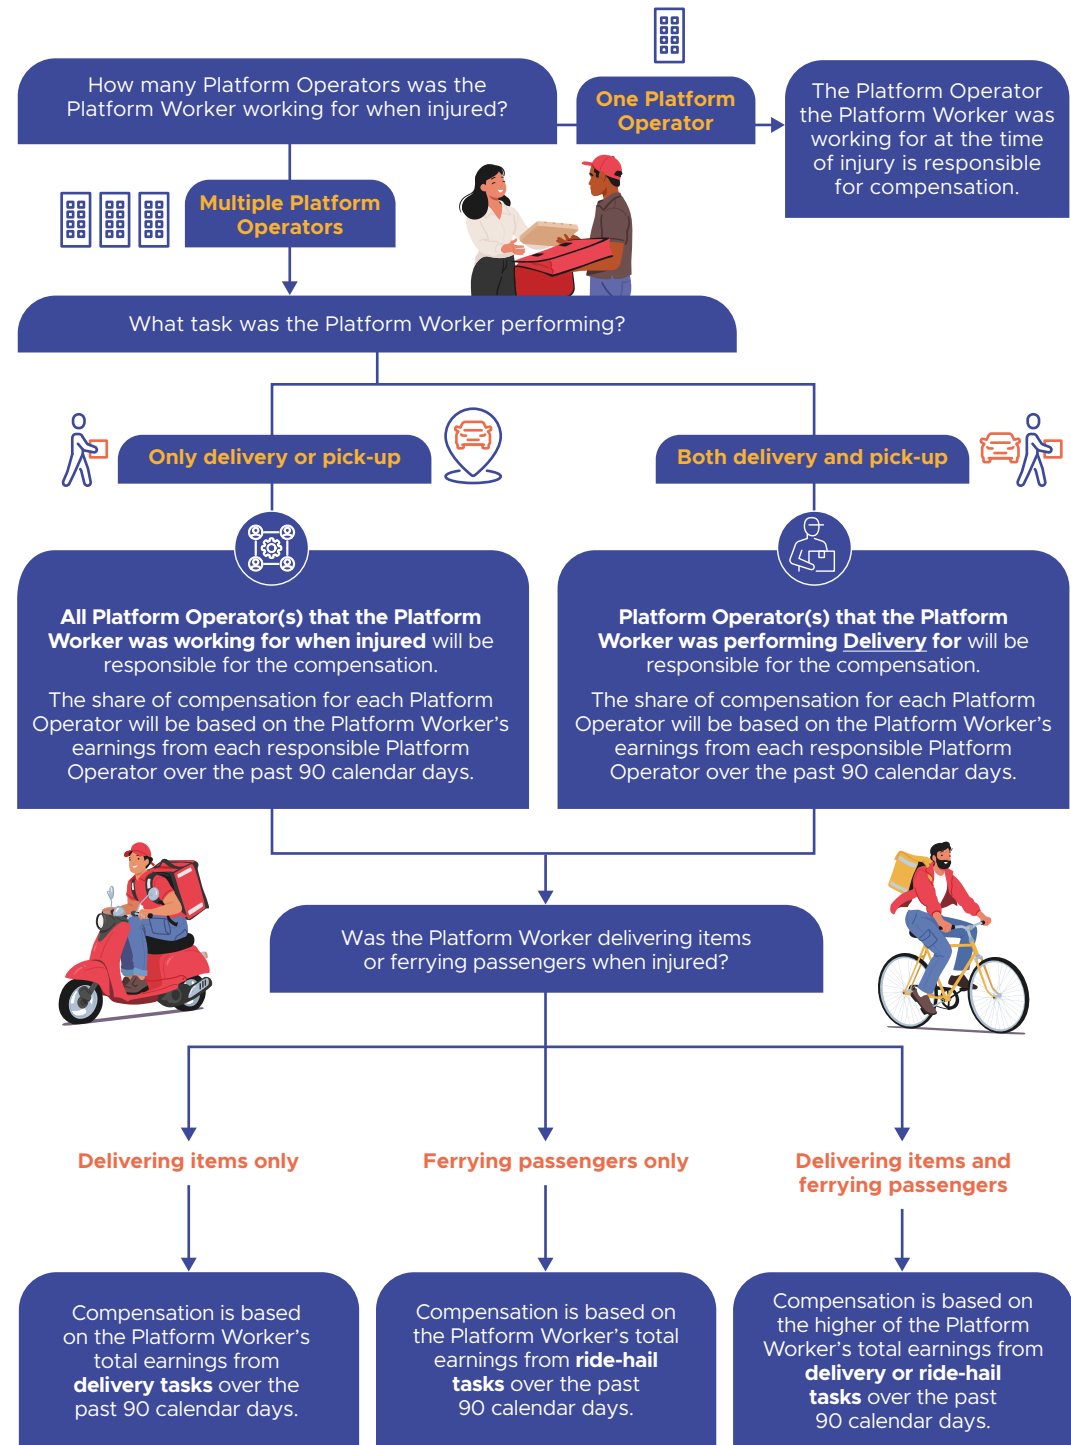 How many Platform Operators was the
Platform Worker working for when injured?
One Platform
Operator
The Platform Operator
the Platform Worker was
working for at the time
of injury is responsible
for compensation.
Multiple Platform
Operators
What task was the Platform Worker performing?
Only delivery or pick-up
Both delivery and pick-up
All Platform Operator(s) that the Platform
Worker was working for when injured will be
responsible for the compensation.
The share of compensation for each Platform
Operator will be based on the Platform Worker’s
earnings from each responsible Platform
Operator over the past 90 calendar days.
Platform Operator(s) that the Platform
Worker was performing Delivery for will be
responsible for the compensation.
The share of compensation for each Platform
Operator will be based on the Platform Worker’s
earnings from each responsible Platform
Operator over the past 90 calendar days.
Was the Platform Worker delivering items
or ferrying passengers when injured?
Delivering items only
Ferrying passengers only
Delivering items and
ferrying passengers
Compensation is based
on the Platform Worker’s
total earnings from
delivery tasks over the
past 90 calendar days.
Compensation is based on
the Platform Worker’s total
earnings from ride-hail
tasks over the past
90 calendar days.
Compensation is based on
the higher of the Platform
Worker’s total earnings from
delivery or ride-hail
tasks over the past
90 calendar days.